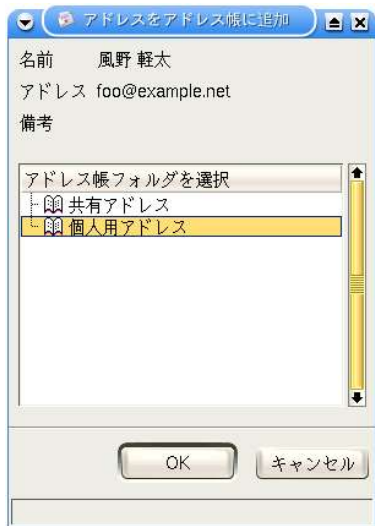 アドレスをアドレス帳に追加
名前 風野 軽太
アドレス foo@example.net
備考
アドレス帳フォルダを選択
共有アドレス
個人用アドレス
OK キャンセル